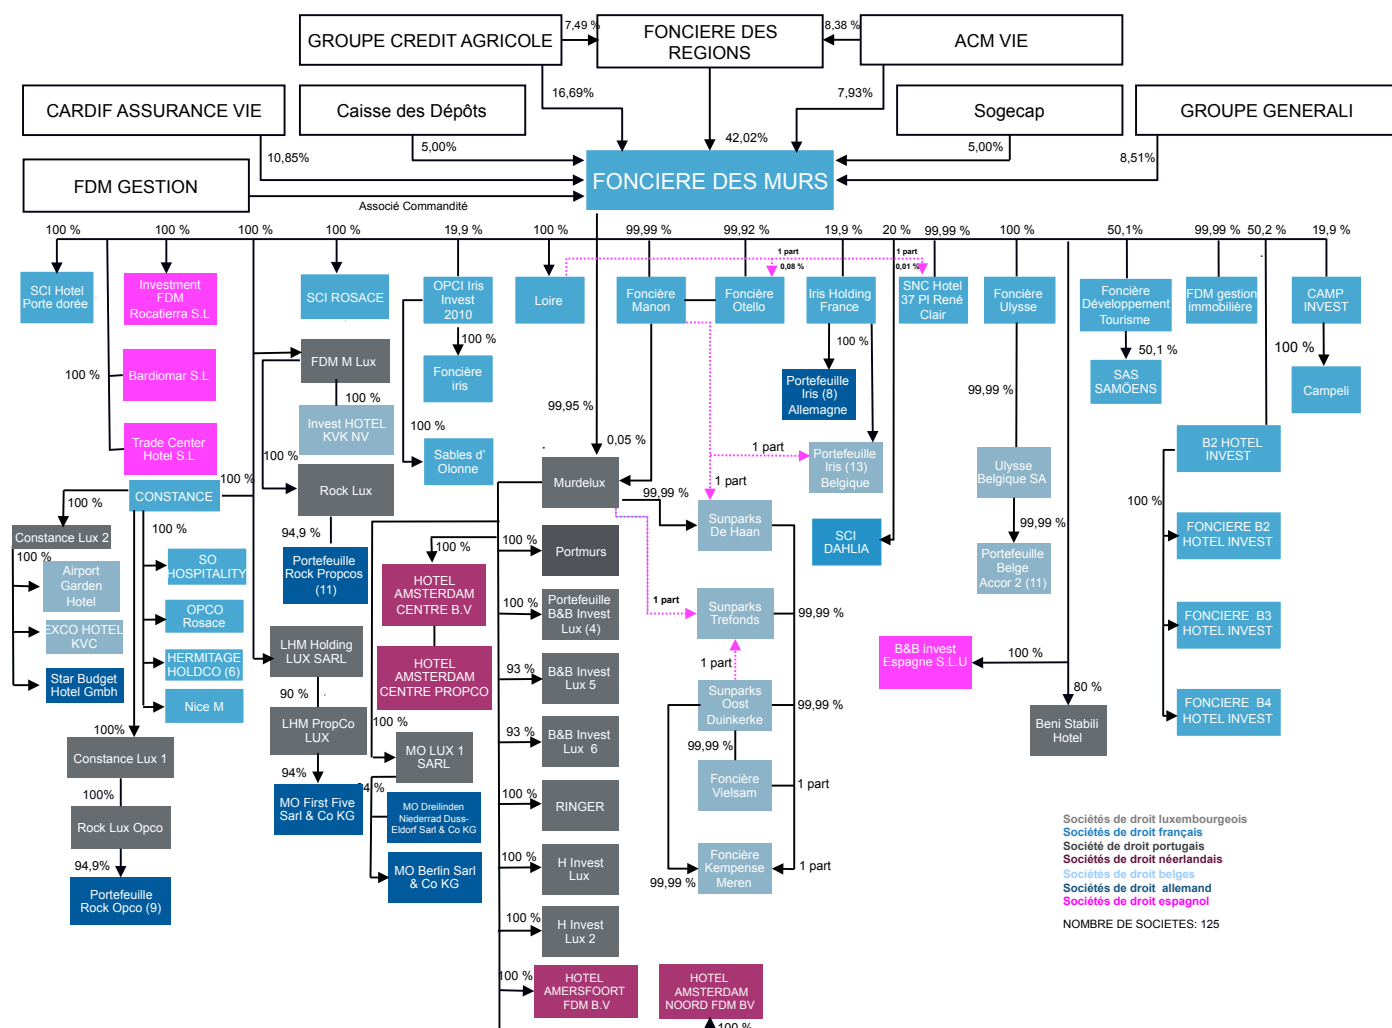 GROUPE CREDIT AGRICOLE
7,49 %
FONCIERE DES
REGIONS
8,38 %
ACM VIE
16,69%
7,93%
CARDIF ASSURANCE VIE
Caisse des Dépôts
Sogecap
GROUPE GENERALI
10,85%
5,00%
42,02%
5,00%
8,51%
FDM GESTION
Associé Commandité
FONCIERE DES MURS
100 %
100 %
100 %
100 %
19,9 %
100%
99,99%
99,92%
19,9%
20 %
99,99%
100%
50,1%
99,99%
50,2%
19,9%
1 part
0,08 %
1 part
0,01 %
SCI Hotel
Porte dorée
Investment
FDM
Rocatierra S.L
SCI ROSACE
OPCI Iris
Invest
2010
Loire
Foncière
Manon
Foncière
Otello
Iris Holding
France
SNC Hotel
37 Pl René
Clair
Foncière
Ulysse
Foncière
Développement
Tourisme
FDM gestion
immobilière
CAMP
INVEST
100 %
Bardiomar S.L
Trade Center
Hotel S.L
FDM M Lux
100 %
Invest HOTEL
KVK NV
100 %
Rock Lux
94,9 %
Portefeuille
Rock Propcos
(11)
100 %
Foncière
iris
100 %
Sables d'
Olonne
99,95 %
0,05 %
100 %
Portefeuille
Iris (8)
Allemagne
1 part
Portefeuille
Iris (13)
Belgique
1 part
99,99 %
Ulysse
Belgique SA
99,99 %
Portefeuille
Belge
Accor 2 (11)
50,1 %
SAS
SAMÖENS
100 %
Campeli
B2 HOTEL
INVEST
100%
FONCIERE B2
HOTEL INVEST
FONCIERE B3
HOTEL INVEST
FONCIERE B4
HOTEL INVEST
100 %
CONSTANCE
100 %
Constance Lux 2
100 %
Airport
Garden
Hotel
EXCO HOTEL
KVC
Star Budget
Hotel Gmbh
100 %
SO
HOSPITALITY
OPCO
Rosace
HERMITAGE
HOLDCO (6)
Nice M
100%
Constance Lux 1
100%
Rock Lux Opco
94,9%
Portefeuille
Rock Opco (9)
LHM Holding
LUX SARL
90 %
LHM PropCo
LUX
94%
MO First Five
Sarl & Co KG
Murdelux
99,99 %
Sunparks
De Haan
SCI
DAHLIA
100 %
HOTEL
AMSTERDAM
CENTRE B.V
HOTEL
AMSTERDAM
CENTRE PROPCO
100 %
MO LUX 1
SARL
MO Dreilinden
Niederrad Duss-
Eldorf Sarl & Co KG
MO Berlin Sarl
& Co KG
100 %
Portmurs
100 %
Portefeuille
B&B Invest
Lux (4)
93 %
B&B Invest
Lux 5
93 %
B&B Invest
Lux 6
100 %
RINGER
100 %
H Invest
Lux
100 %
H Invest
Lux 2
100 %
HOTEL
AMERSFOORT
FDM B.V
HOTEL
AMSTERDAM
NOORD FDM BV
100 %
1 part
Sunparks
Trefonds
99,99 %
1 part
Sunparks
Oost
Duinkerke
99,99 %
99,99 %
Foncière
Vielsam
1 part
Foncière
Kempense
Meren
99,99 %
1 part
B&B invest
Espagne S.L.U
100 %
80 %
Beni Stabili
Hotel
Sociétés de droit luxembourgeois
Sociétés de droit français
Société de droit portugais
Sociétés de droit néerlandais
Sociétés de droit belges
Sociétés de droit allemand
Sociétés de droit espagnol
NOMBRE DE SOCIETES: 125